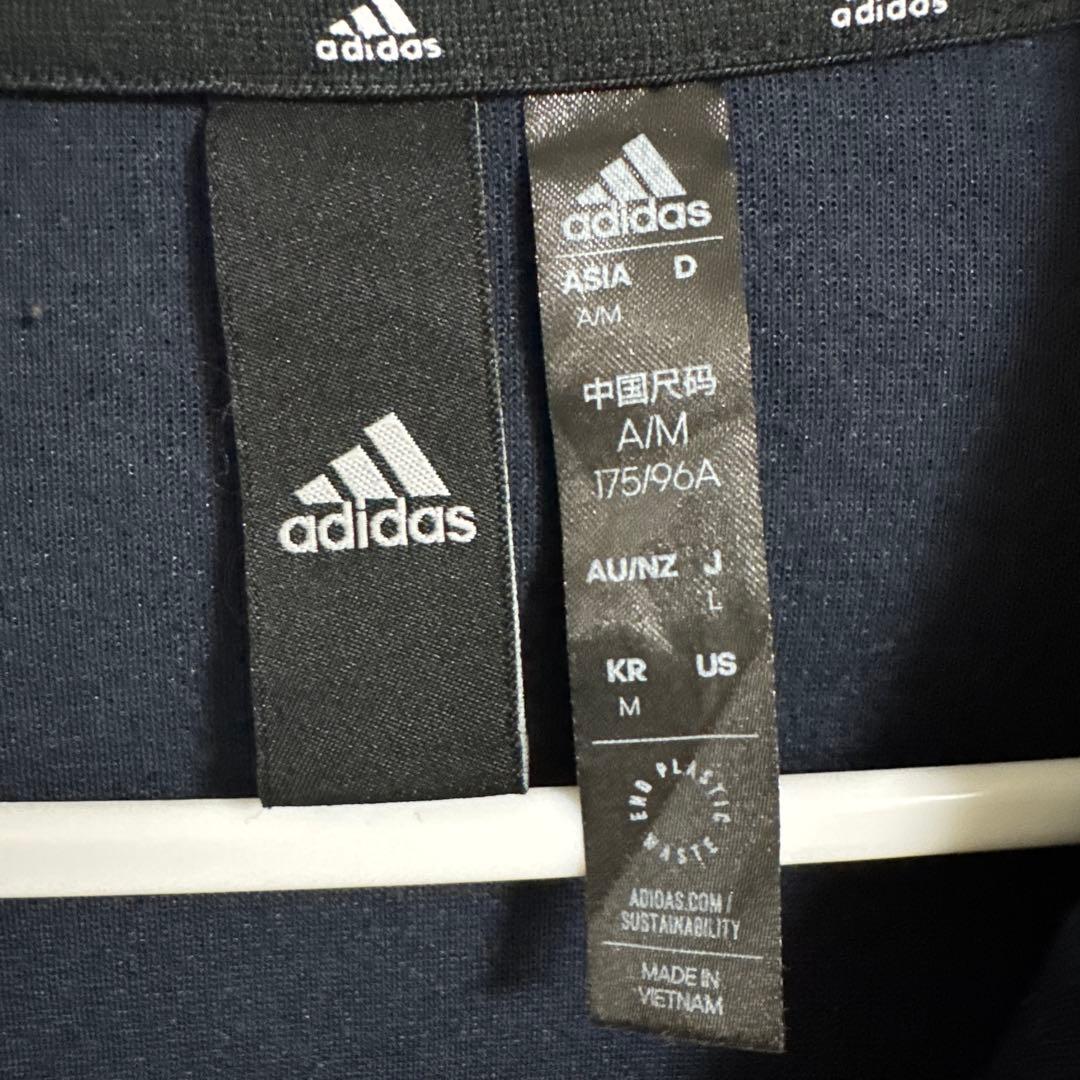 adidas
adidas
adidas
adidas
ASIA D
A/M
中国尺码
A/M
175/96A
AU/NZ J
L
KR US
M
END PLASTIC WASTE
ADIDAS.COM/
SUSTAINABILITY
MADE IN
VIETNAM